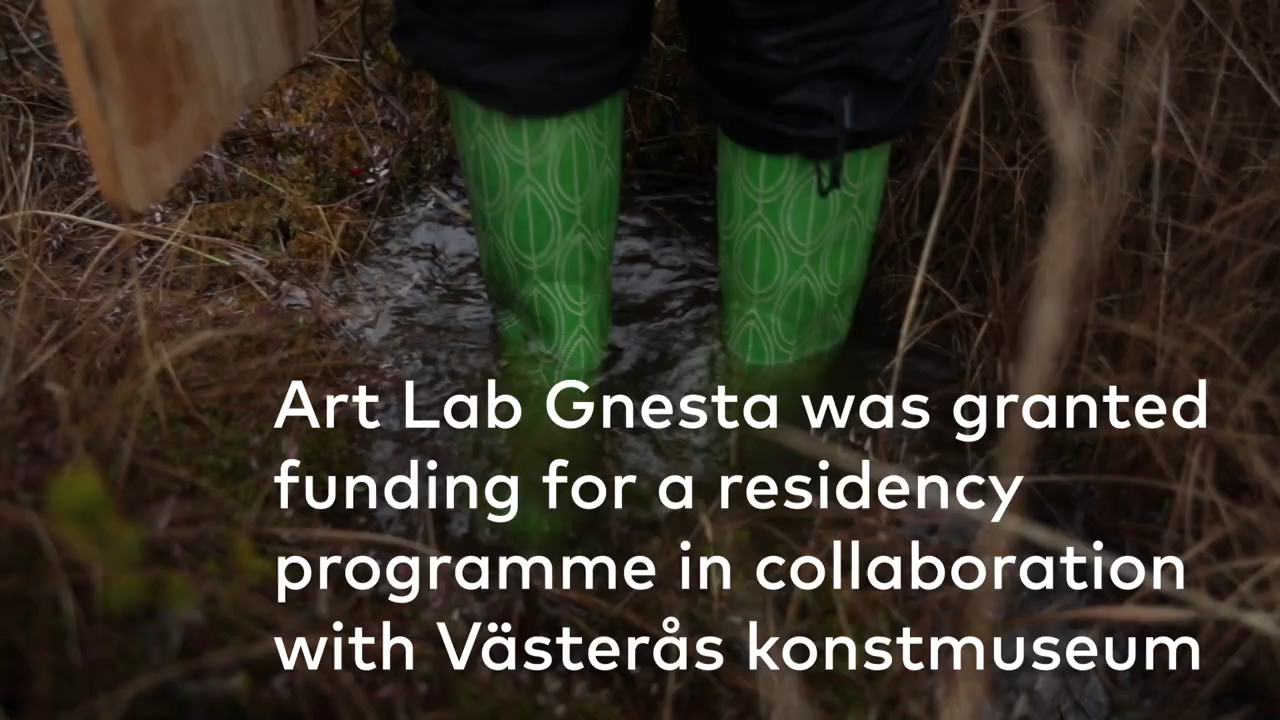 Art Lab Gnesta was granted
funding for a residency
programme in collaboration
with Västerås konstmuseum